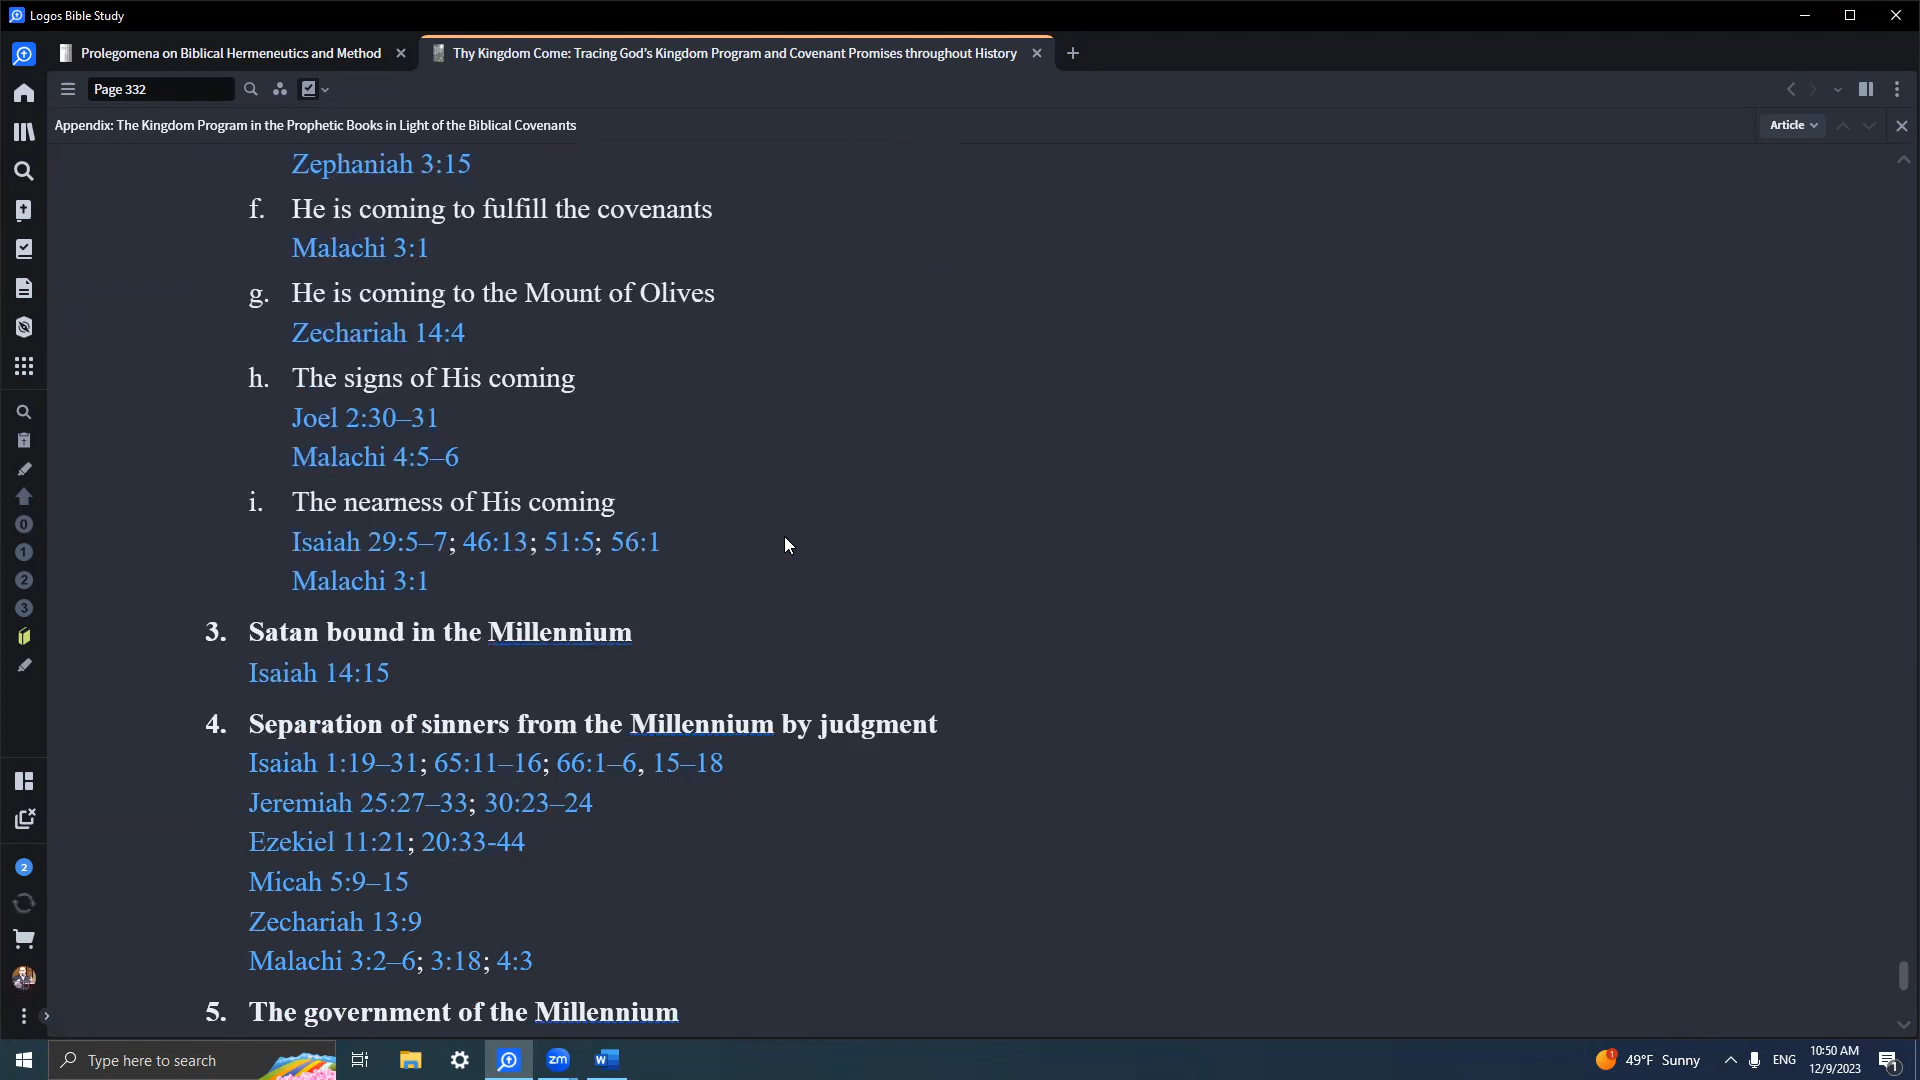 Logos Bible Study
Prolegomena on Biblical Hermeneutics and Method
Thy Kingdom Come: Tracing God's Kingdom Program and Covenant Promises throughout History
Page 332
Appendix: The Kingdom Program in the Prophetic Books in Light of the Biblical Covenants
Article
Zephaniah 3:15
f. He is coming to fulfill the covenants
Malachi 3:1
g. He is coming to the Mount of Olives
Zechariah 14:4
h. The signs of His coming
Joel 2:30–31
Malachi 4:5–6
i. The nearness of His coming
Isaiah 29:5–7; 46:13; 51:5; 56:1
Malachi 3:1
3. Satan bound in the Millennium
Isaiah 14:15
4. Separation of sinners from the Millennium by judgment
Isaiah 1:19–31; 65:11–16; 66:1–6, 15–18
Jeremiah 25:27–33; 30:23–24
Ezekiel 11:21; 20:33-44
Micah 5:9–15
Zechariah 13:9
Malachi 3:2–6; 3:18; 4:3
5. The government of the Millennium
0
1
2
3
2
Type here to search
zm
W
1
49°F Sunny
ENG
10:50 AM
12/9/2023
1